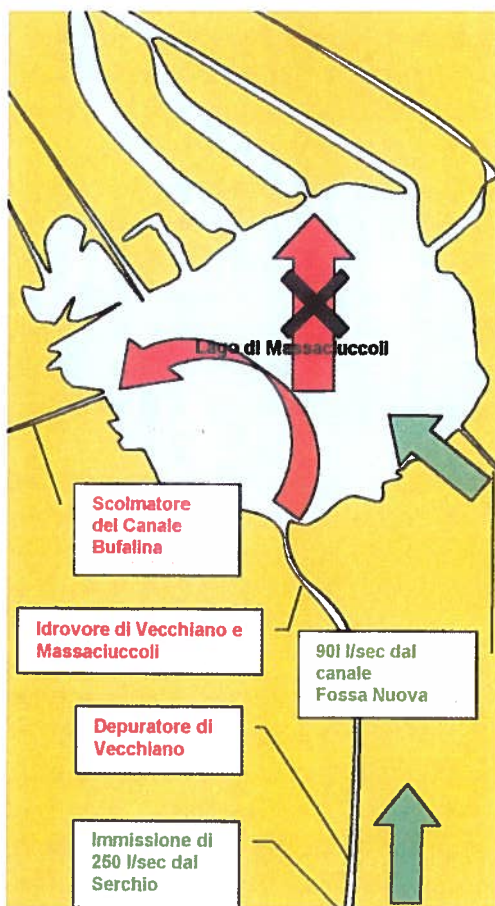 Lago di Massaciuccoli
Scolmatore
del Canale
Bufalina
Idrovore di Vecchiano e
Massaciuccoli
90l l/sec dal
canale
Fossa Nuova
Depuratore di
Vecchiano
Immissione di
250 l/sec dal
Serchio